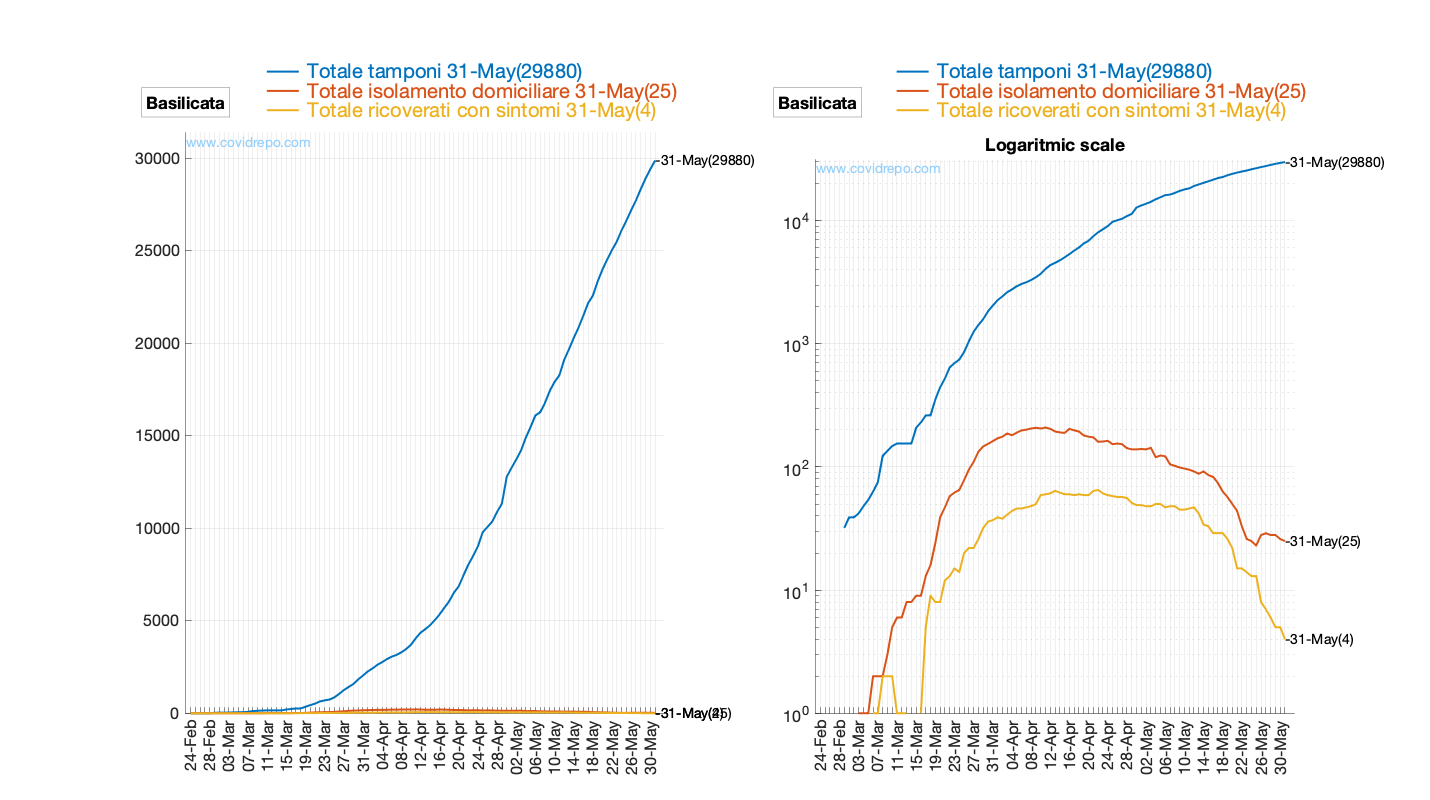 Totale tamponi 31-May(29880)
Totale isolamento domiciliare 31-May(25)
Totale ricoverati con sintomi 31-May(4)
Basilicata
www.covidrepo.com
30000
25000
20000
15000
10000
5000
0
-31-May(29880)
-31-May(25)
-31-May(4)
24-Feb
28-Feb
03-Mar
07-Mar
11-Mar
15-Mar
19-Mar
23-Mar
27-Mar
31-Mar
04-Apr
08-Apr
12-Apr
16-Apr
20-Apr
24-Apr
28-Apr
02-May
06-May
10-May
14-May
18-May
22-May
26-May
30-May
Totale tamponi 31-May(29880)
Totale isolamento domiciliare 31-May(25)
Totale ricoverati con sintomi 31-May(4)
Basilicata
Logaritmic scale
www.covidrepo.com
10^4
10^3
10^2
10^1
10^0
-31-May(29880)
-31-May(25)
-31-May(4)
24-Feb
28-Feb
03-Mar
07-Mar
11-Mar
15-Mar
19-Mar
23-Mar
27-Mar
31-Mar
04-Apr
08-Apr
12-Apr
16-Apr
20-Apr
24-Apr
28-Apr
02-May
06-May
10-May
14-May
18-May
22-May
26-May
30-May